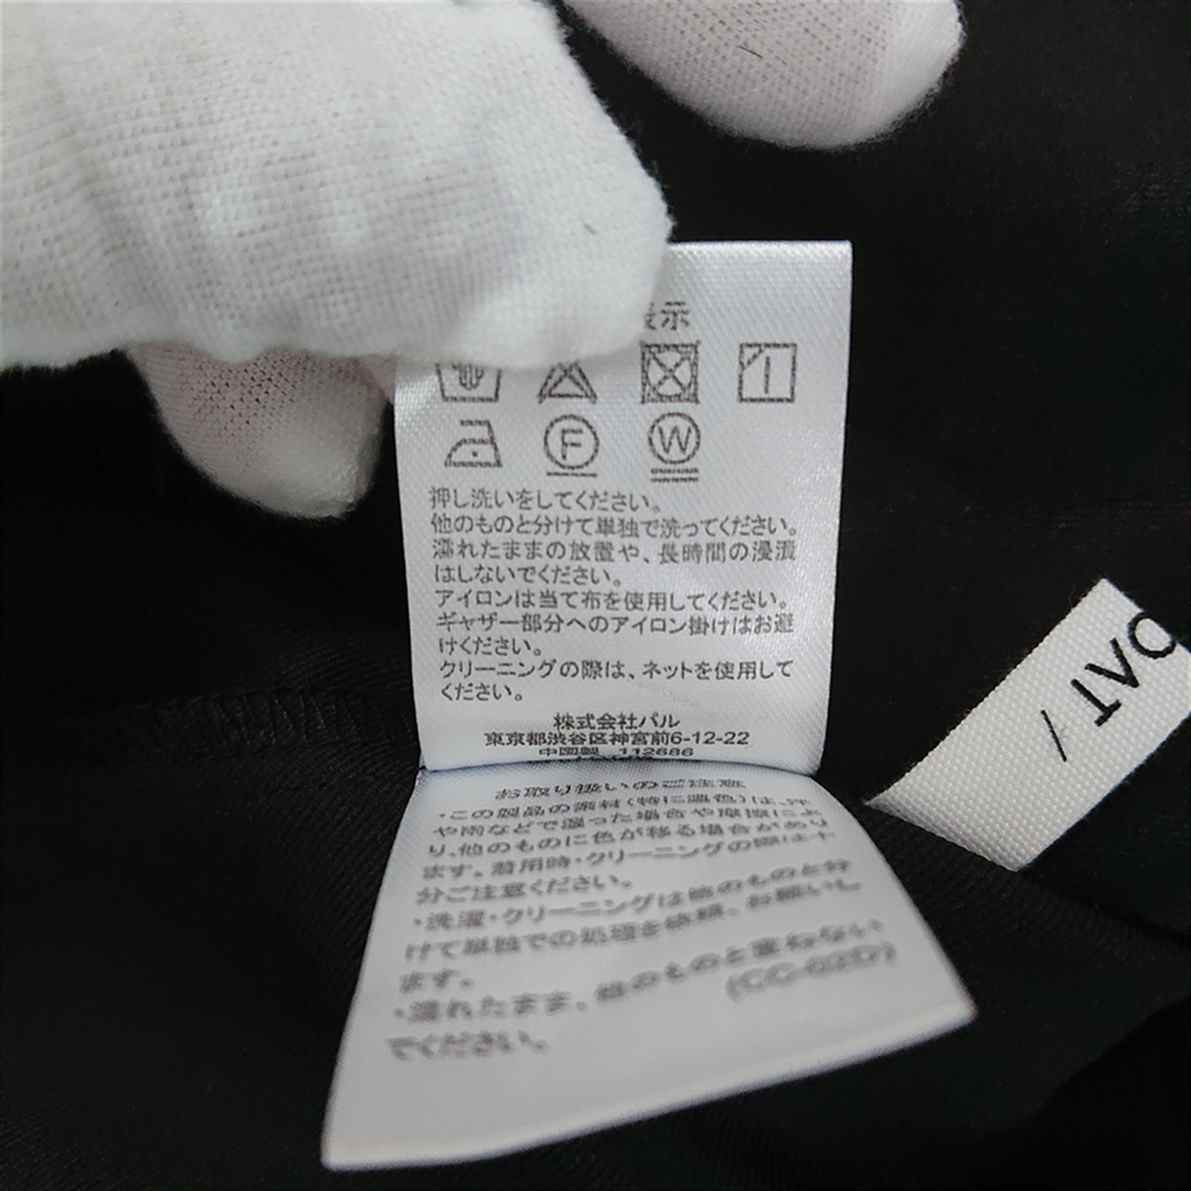 表示
F
W
押し洗いをしてください。
他のものと分けて単独で洗ってください。
濡れたままの放置や、長時間の浸漬
はしないでください。
アイロンは当て布を使用してください。
ギャザー部分へのアイロン掛けはお避
けください。
クリーニングの際は、ネットを使用して
ください。
株式会社パル
東京都渋谷区神宮前6-12-22
中国製 112686
お取り扱いのご注意
・この製品の素材(特に濃色)は、汗
や雨などで湿った場合や摩擦によ
り、他のものに色が移る場合があり
ます。着用時・クリーニングの際は十
分ご注意ください。
・洗濯・クリーニングは他のものと分
けて単独での処理を依頼、お願いし
ます。
・濡れたまま、他のものと重ねない
でください。